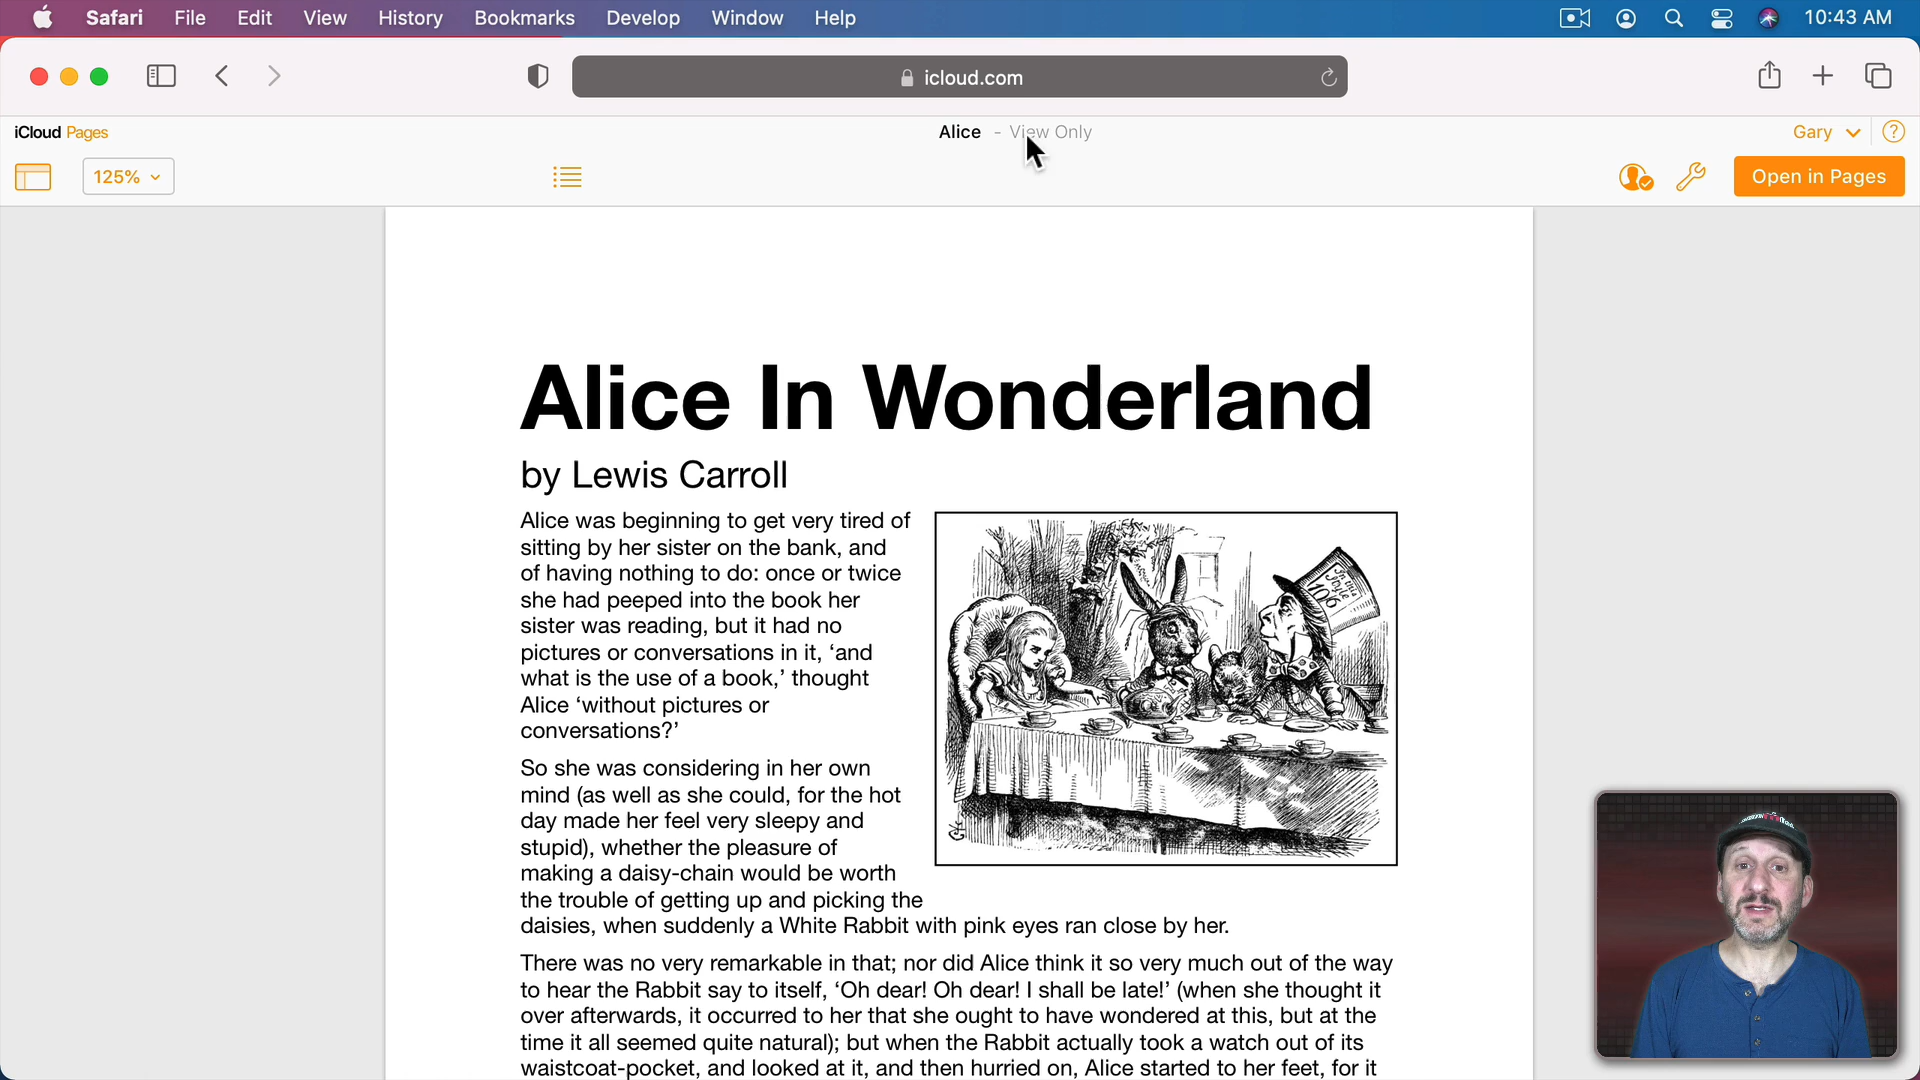 Safari File Edit View History Bookmarks Develop Window Help 10:43 AM
icloud.com
iCloud Pages Alice - View Only Gary ?
125% Open in Pages
Alice In Wonderland
by Lewis Carroll
Alice was beginning to get very tired of
sitting by her sister on the bank, and
of having nothing to do: once or twice
she had peeped into the book her
sister was reading, but it had no
pictures or conversations in it, ‘and
what is the use of a book,’ thought
Alice ‘without pictures or
conversations?’
So she was considering in her own
mind (as well as she could, for the hot
day made her feel very sleepy and
stupid), whether the pleasure of
making a daisy-chain would be worth
the trouble of getting up and picking the
daisies, when suddenly a White Rabbit with pink eyes ran close by her.
There was no very remarkable in that; nor did Alice think it so very much out of the way
to hear the Rabbit say to itself, ‘Oh dear! Oh dear! I shall be late!’ (when she thought it
over afterwards, it occurred to her that she ought to have wondered at this, but at the
time it all seemed quite natural); but when the Rabbit actually took a watch out of its
waistcoat-pocket, and looked at it, and then hurried on, Alice started to her feet, for it